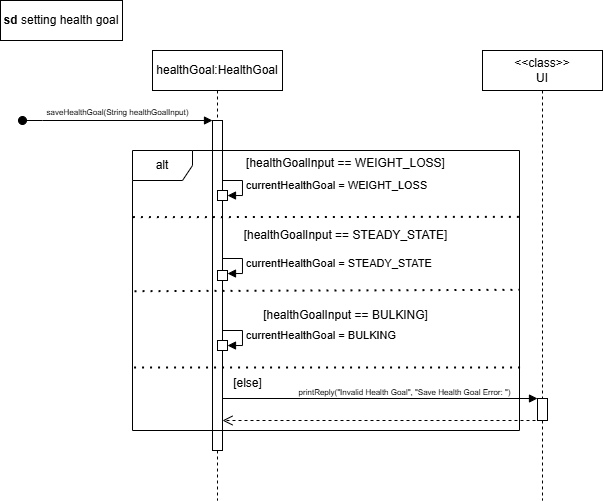 sd setting health goal
healthGoal:HealthGoal
<<class>>
UI
saveHealthGoal(String healthGoalInput)
alt
[healthGoalInput == WEIGHT_LOSS]
currentHealthGoal = WEIGHT_LOSS
[healthGoalInput == STEADY_STATE]
currentHealthGoal = STEADY_STATE
[healthGoalInput == BULKING]
currentHealthGoal = BULKING
[else]
printReply("Invalid Health Goal", "Save Health Goal Error: ")